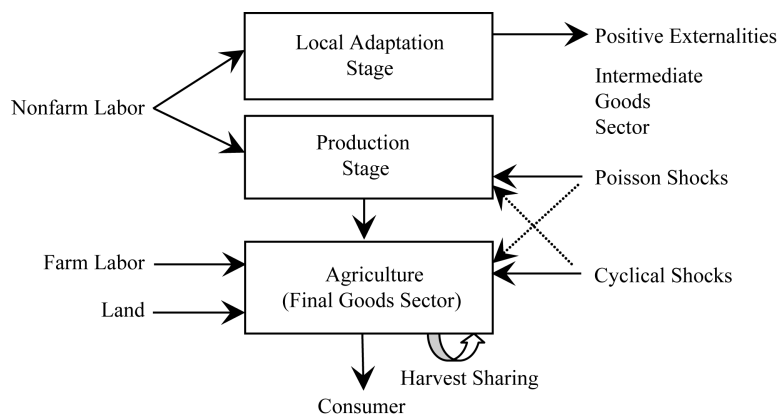 Local Adaptation
Stage
Positive Externalities
Intermediate
Goods
Sector
Nonfarm Labor
Production
Stage
Poisson Shocks
Farm Labor
Agriculture
(Final Goods Sector)
Cyclical Shocks
Land
Harvest Sharing
Consumer